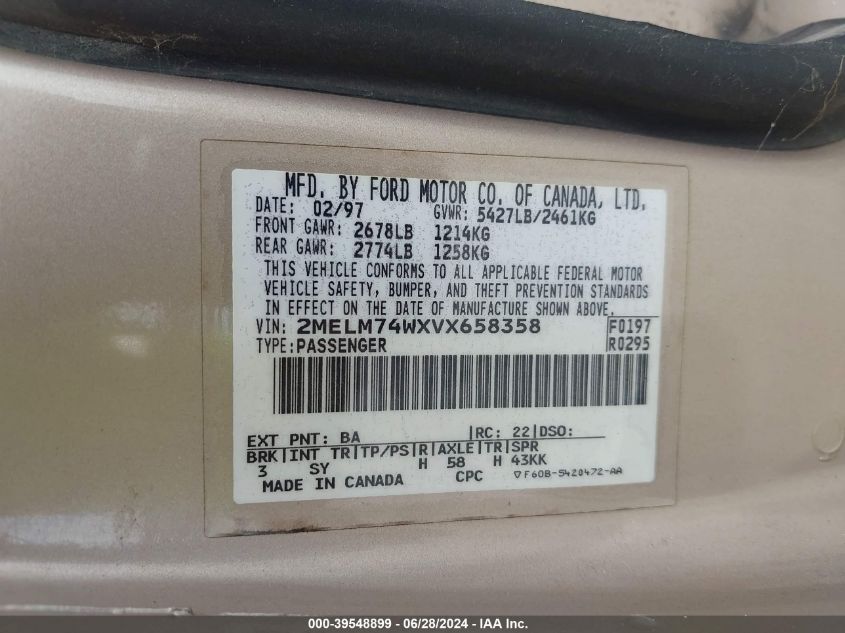 MFD. BY FORD MOTOR CO. OF CANADA, LTD.
DATE: 02/97 GVWR: 5427LB/2461KG
FRONT GAWR: 2678LB 1214KG
REAR GAWR: 2774LB 1258KG
THIS VEHICLE CONFORMS TO ALL APPLICABLE FEDERAL MOTOR
VEHICLE SAFETY, BUMPER, AND THEFT PREVENTION STANDARDS
IN EFFECT ON THE DATE OF MANUFACTURE SHOWN ABOVE.
VIN: 2MELM74WXVX658358 F0197
TYPE:PASSENGER R0295
EXT PNT: BA |RC: 22|DSO:
BRK|INT TR|TP/PS|R|AXLE|TR|SPR
3 SY H 58 H 43KK
MADE IN CANADA CPC ▽F60B-5420472-AA
000-39548899 - 06/28/2024 - IAA Inc.